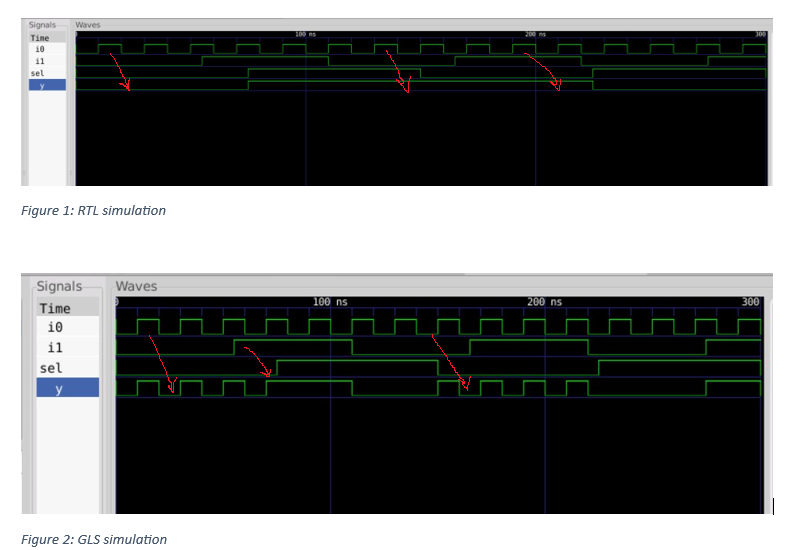 Signals Waves
Time 100 ns 200 ns 300
i0
i1
sel
y
Figure 1: RTL simulation
Signals Waves
Time 0 100 ns 200 ns 300
i0
i1
sel
y
Figure 2: GLS simulation